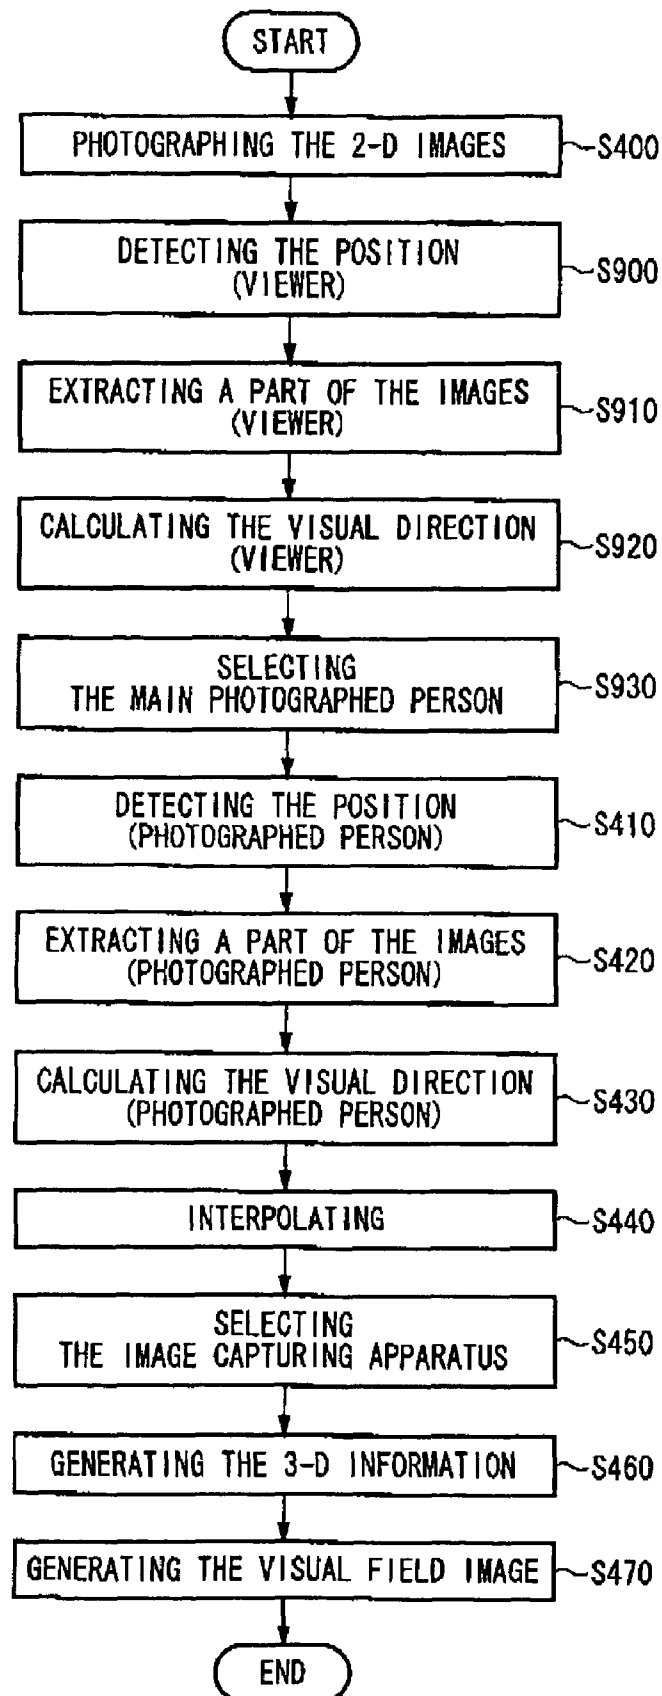 START
PHOTOGRAPHING THE 2-D IMAGES
S400
DETECTING THE POSITION
(VIEWER)
S900
EXTRACTING A PART OF THE IMAGES
(VIEWER)
S910
CALCULATING THE VISUAL DIRECTION
(VIEWER)
S920
SELECTING
THE MAIN PHOTOGRAPHED PERSON
S930
DETECTING THE POSITION
(PHOTOGRAPHED PERSON)
S410
EXTRACTING A PART OF THE IMAGES
(PHOTOGRAPHED PERSON)
S420
CALCULATING THE VISUAL DIRECTION
(PHOTOGRAPHED PERSON)
S430
INTERPOLATING
S440
SELECTING
THE IMAGE CAPTURING APPARATUS
S450
GENERATING THE 3-D INFORMATION
S460
GENERATING THE VISUAL FIELD IMAGE
S470
END